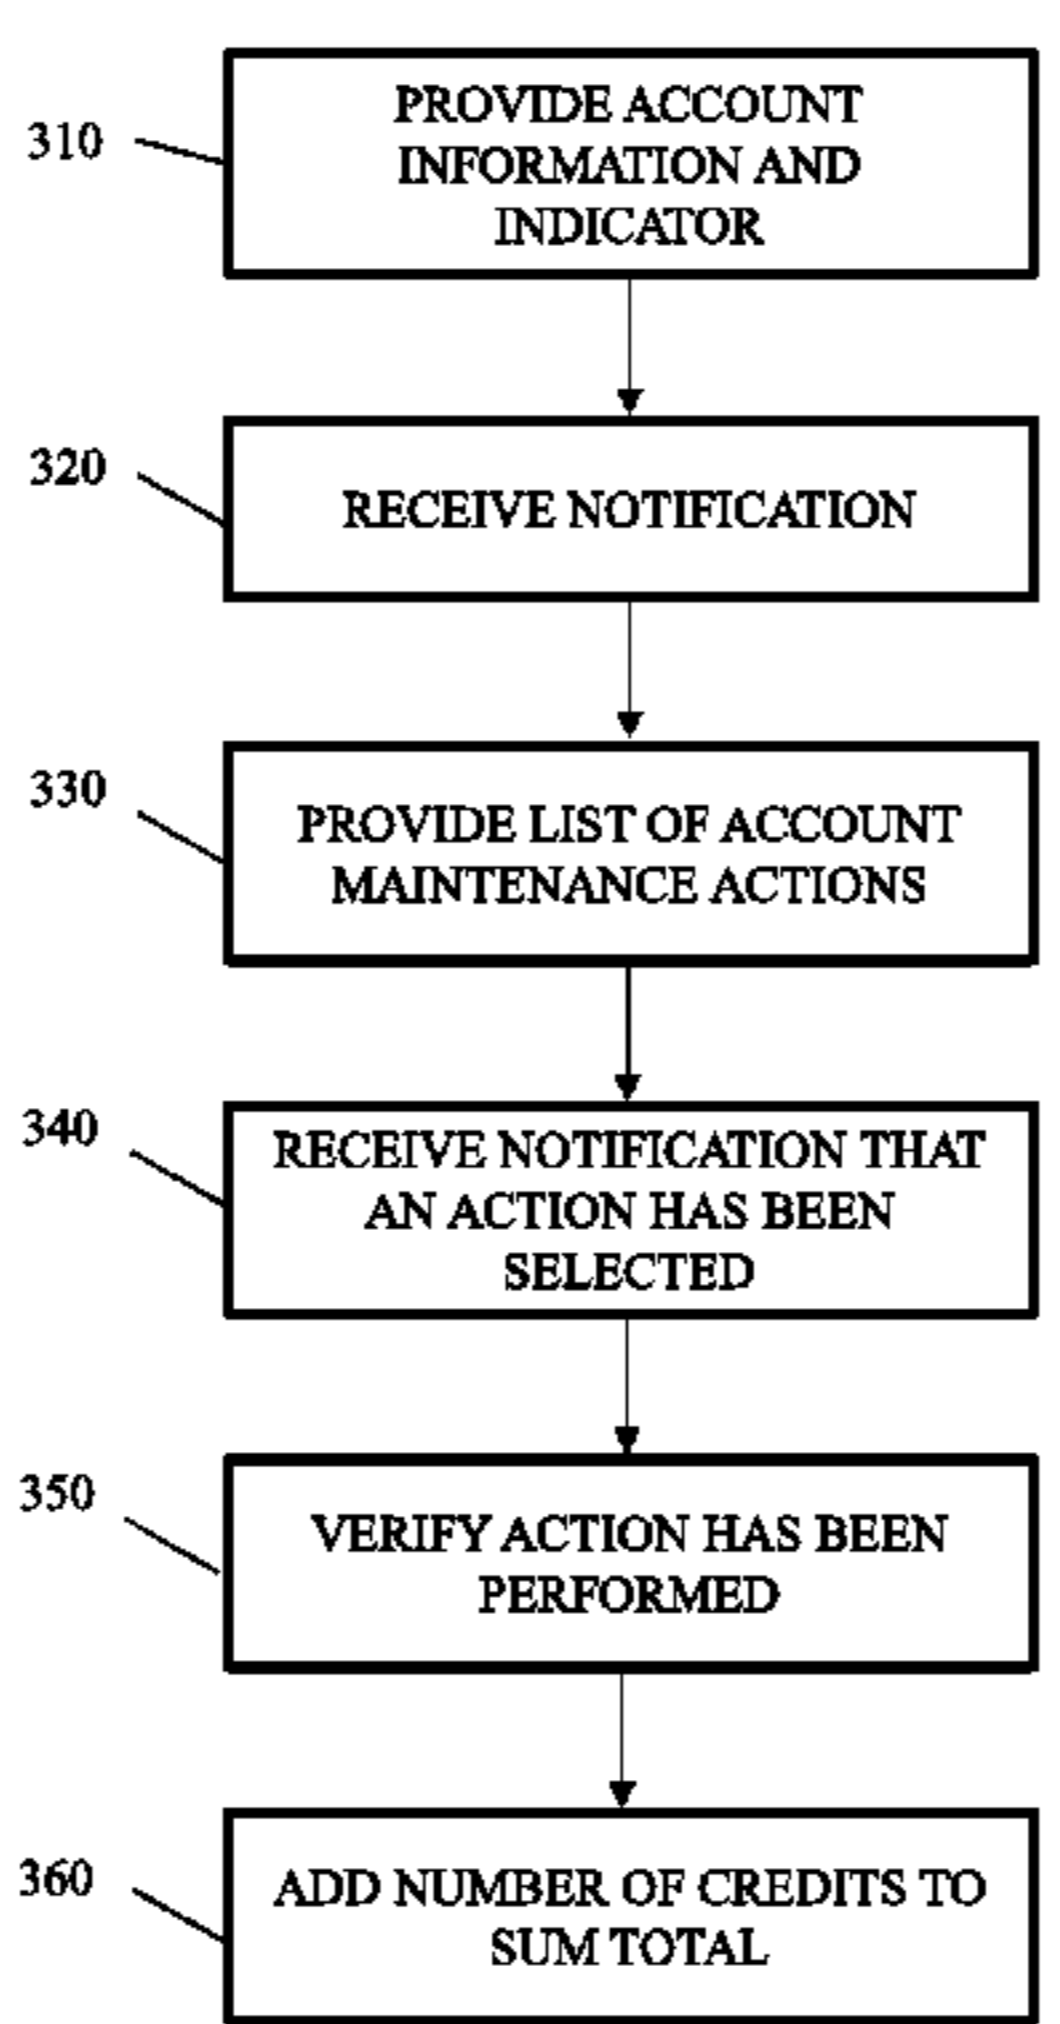 310
PROVIDE ACCOUNT
INFORMATION AND
INDICATOR
320
RECEIVE NOTIFICATION
330
PROVIDE LIST OF ACCOUNT
MAINTENANCE ACTIONS
340
RECEIVE NOTIFICATION THAT
AN ACTION HAS BEEN
SELECTED
350
VERIFY ACTION HAS BEEN
PERFORMED
360
ADD NUMBER OF CREDITS TO
SUM TOTAL